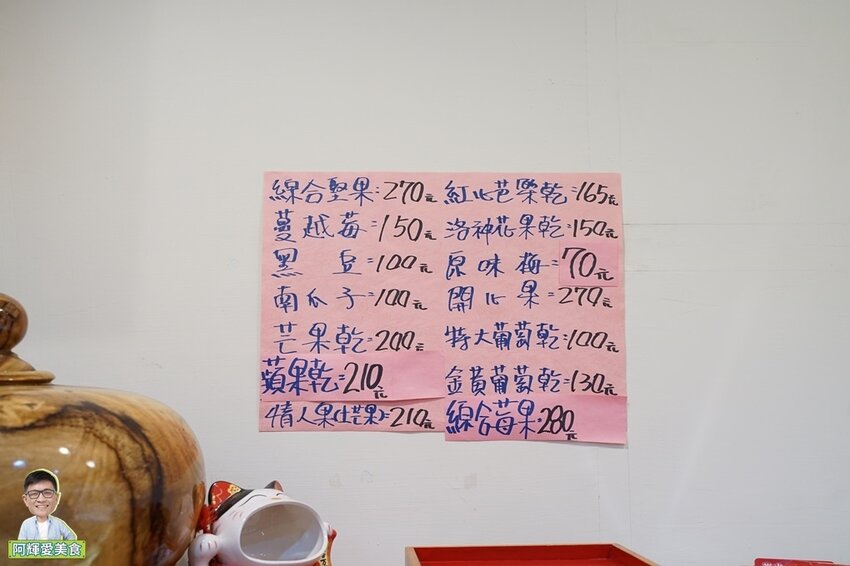 線合堅果:270元
蔓越莓:150元
黑豆:100元
南瓜子:100元
芒果乾:200元
蘋果乾:210元
情人果(土芒果):210元
紅心芭樂乾:165元
洛神花果乾:150元
原味梅:70元
開心果:270元
特大葡萄乾:100元
金黃葡萄乾:130元
綜合莓果:280元
阿輝愛美食